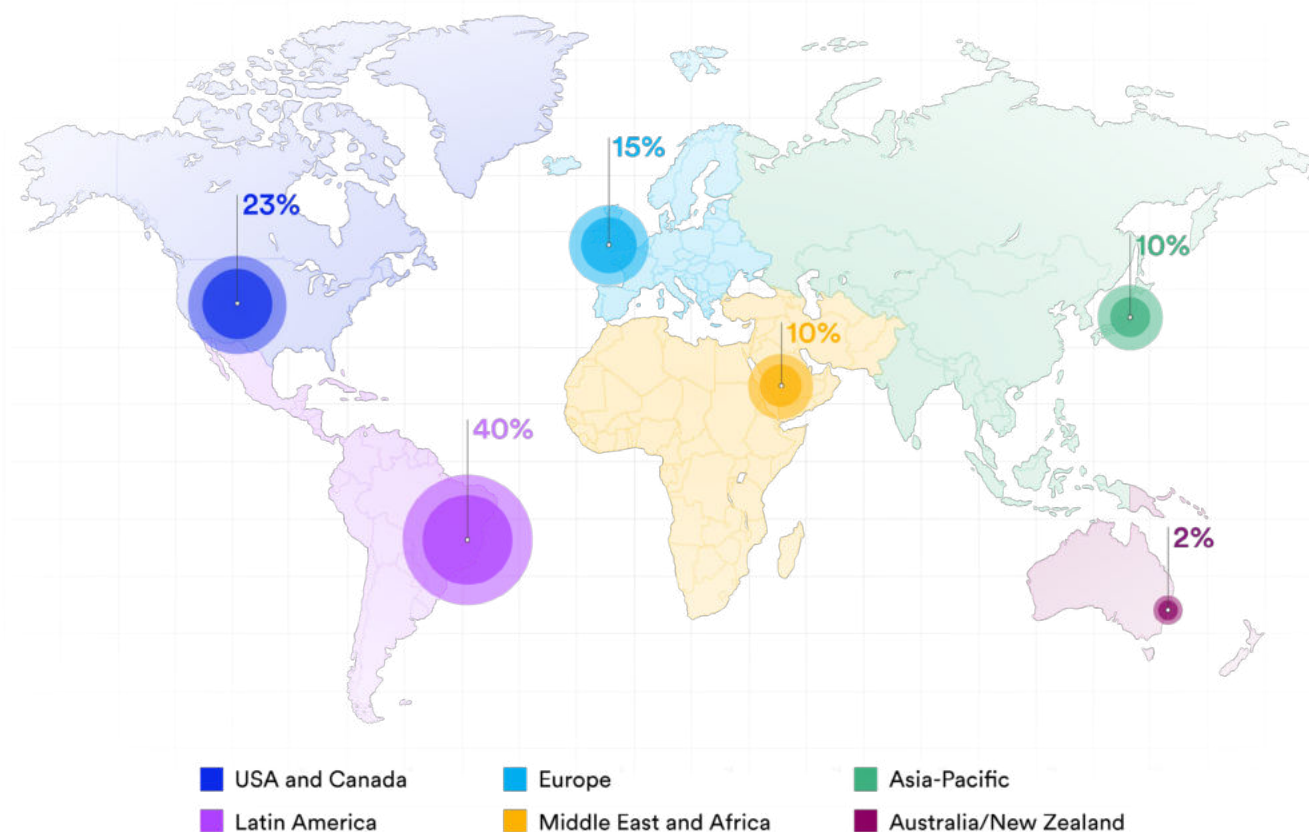 15%
23%
10%
10%
40%
2%
USA and Canada
Europe
Asia-Pacific
Latin America
Middle East and Africa
Australia/New Zealand